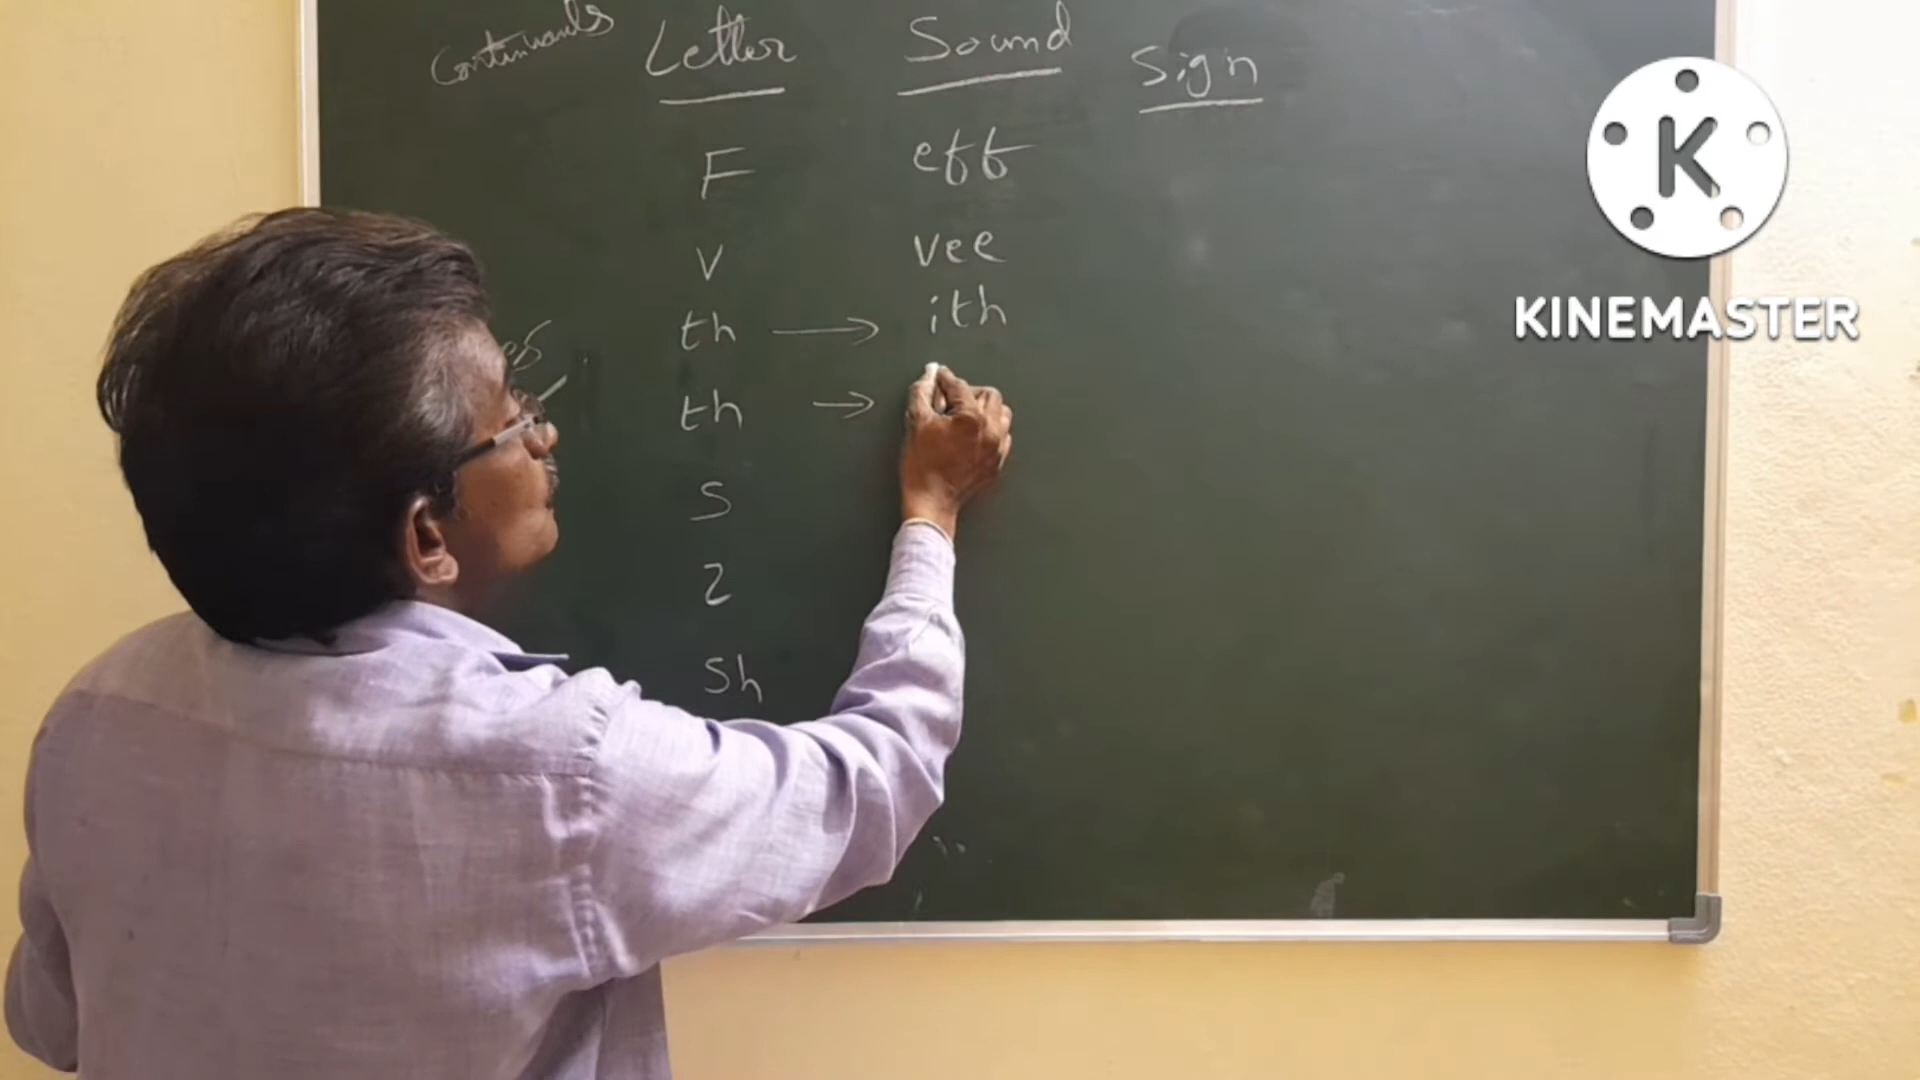 Continuants Letter Sound Sign
F eff
V vee
th → ith
th →
S
Z
Sh
K
KINEMASTER